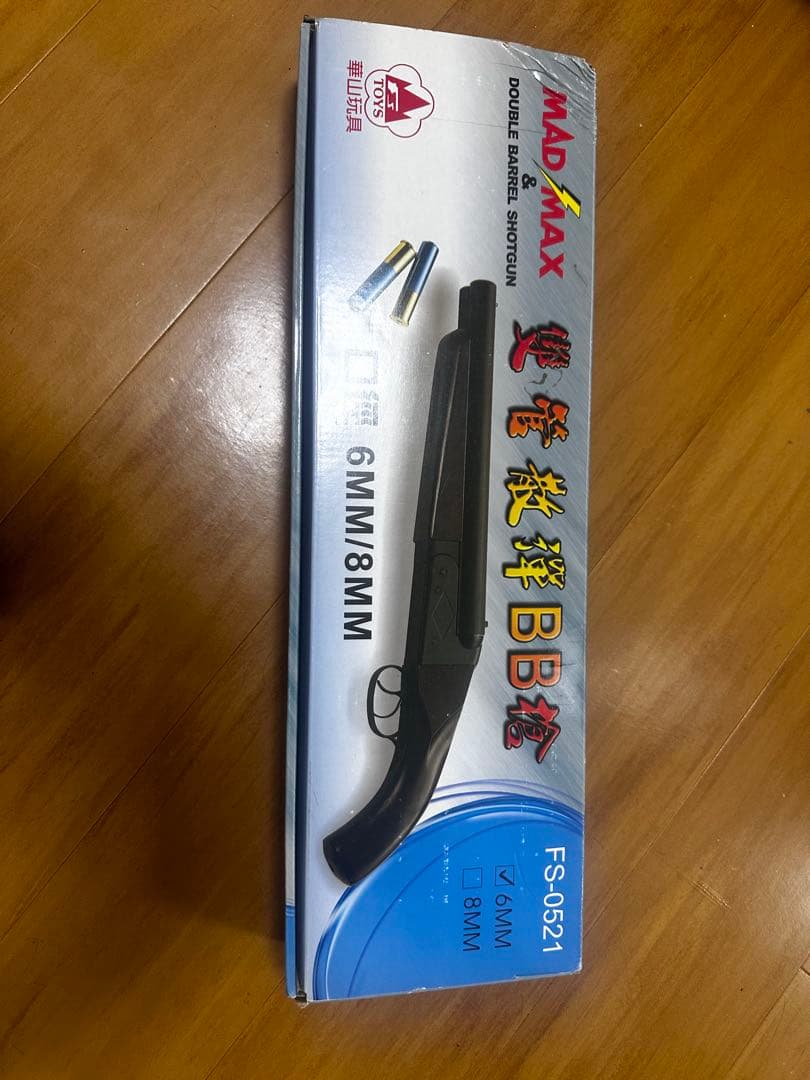 MAD MAX
&
DOUBLE BARREL SHOTGUN
FS TOYS
華山玩具
雙管散彈BB槍
6MM/8MM
FS-0521
6MM
8MM